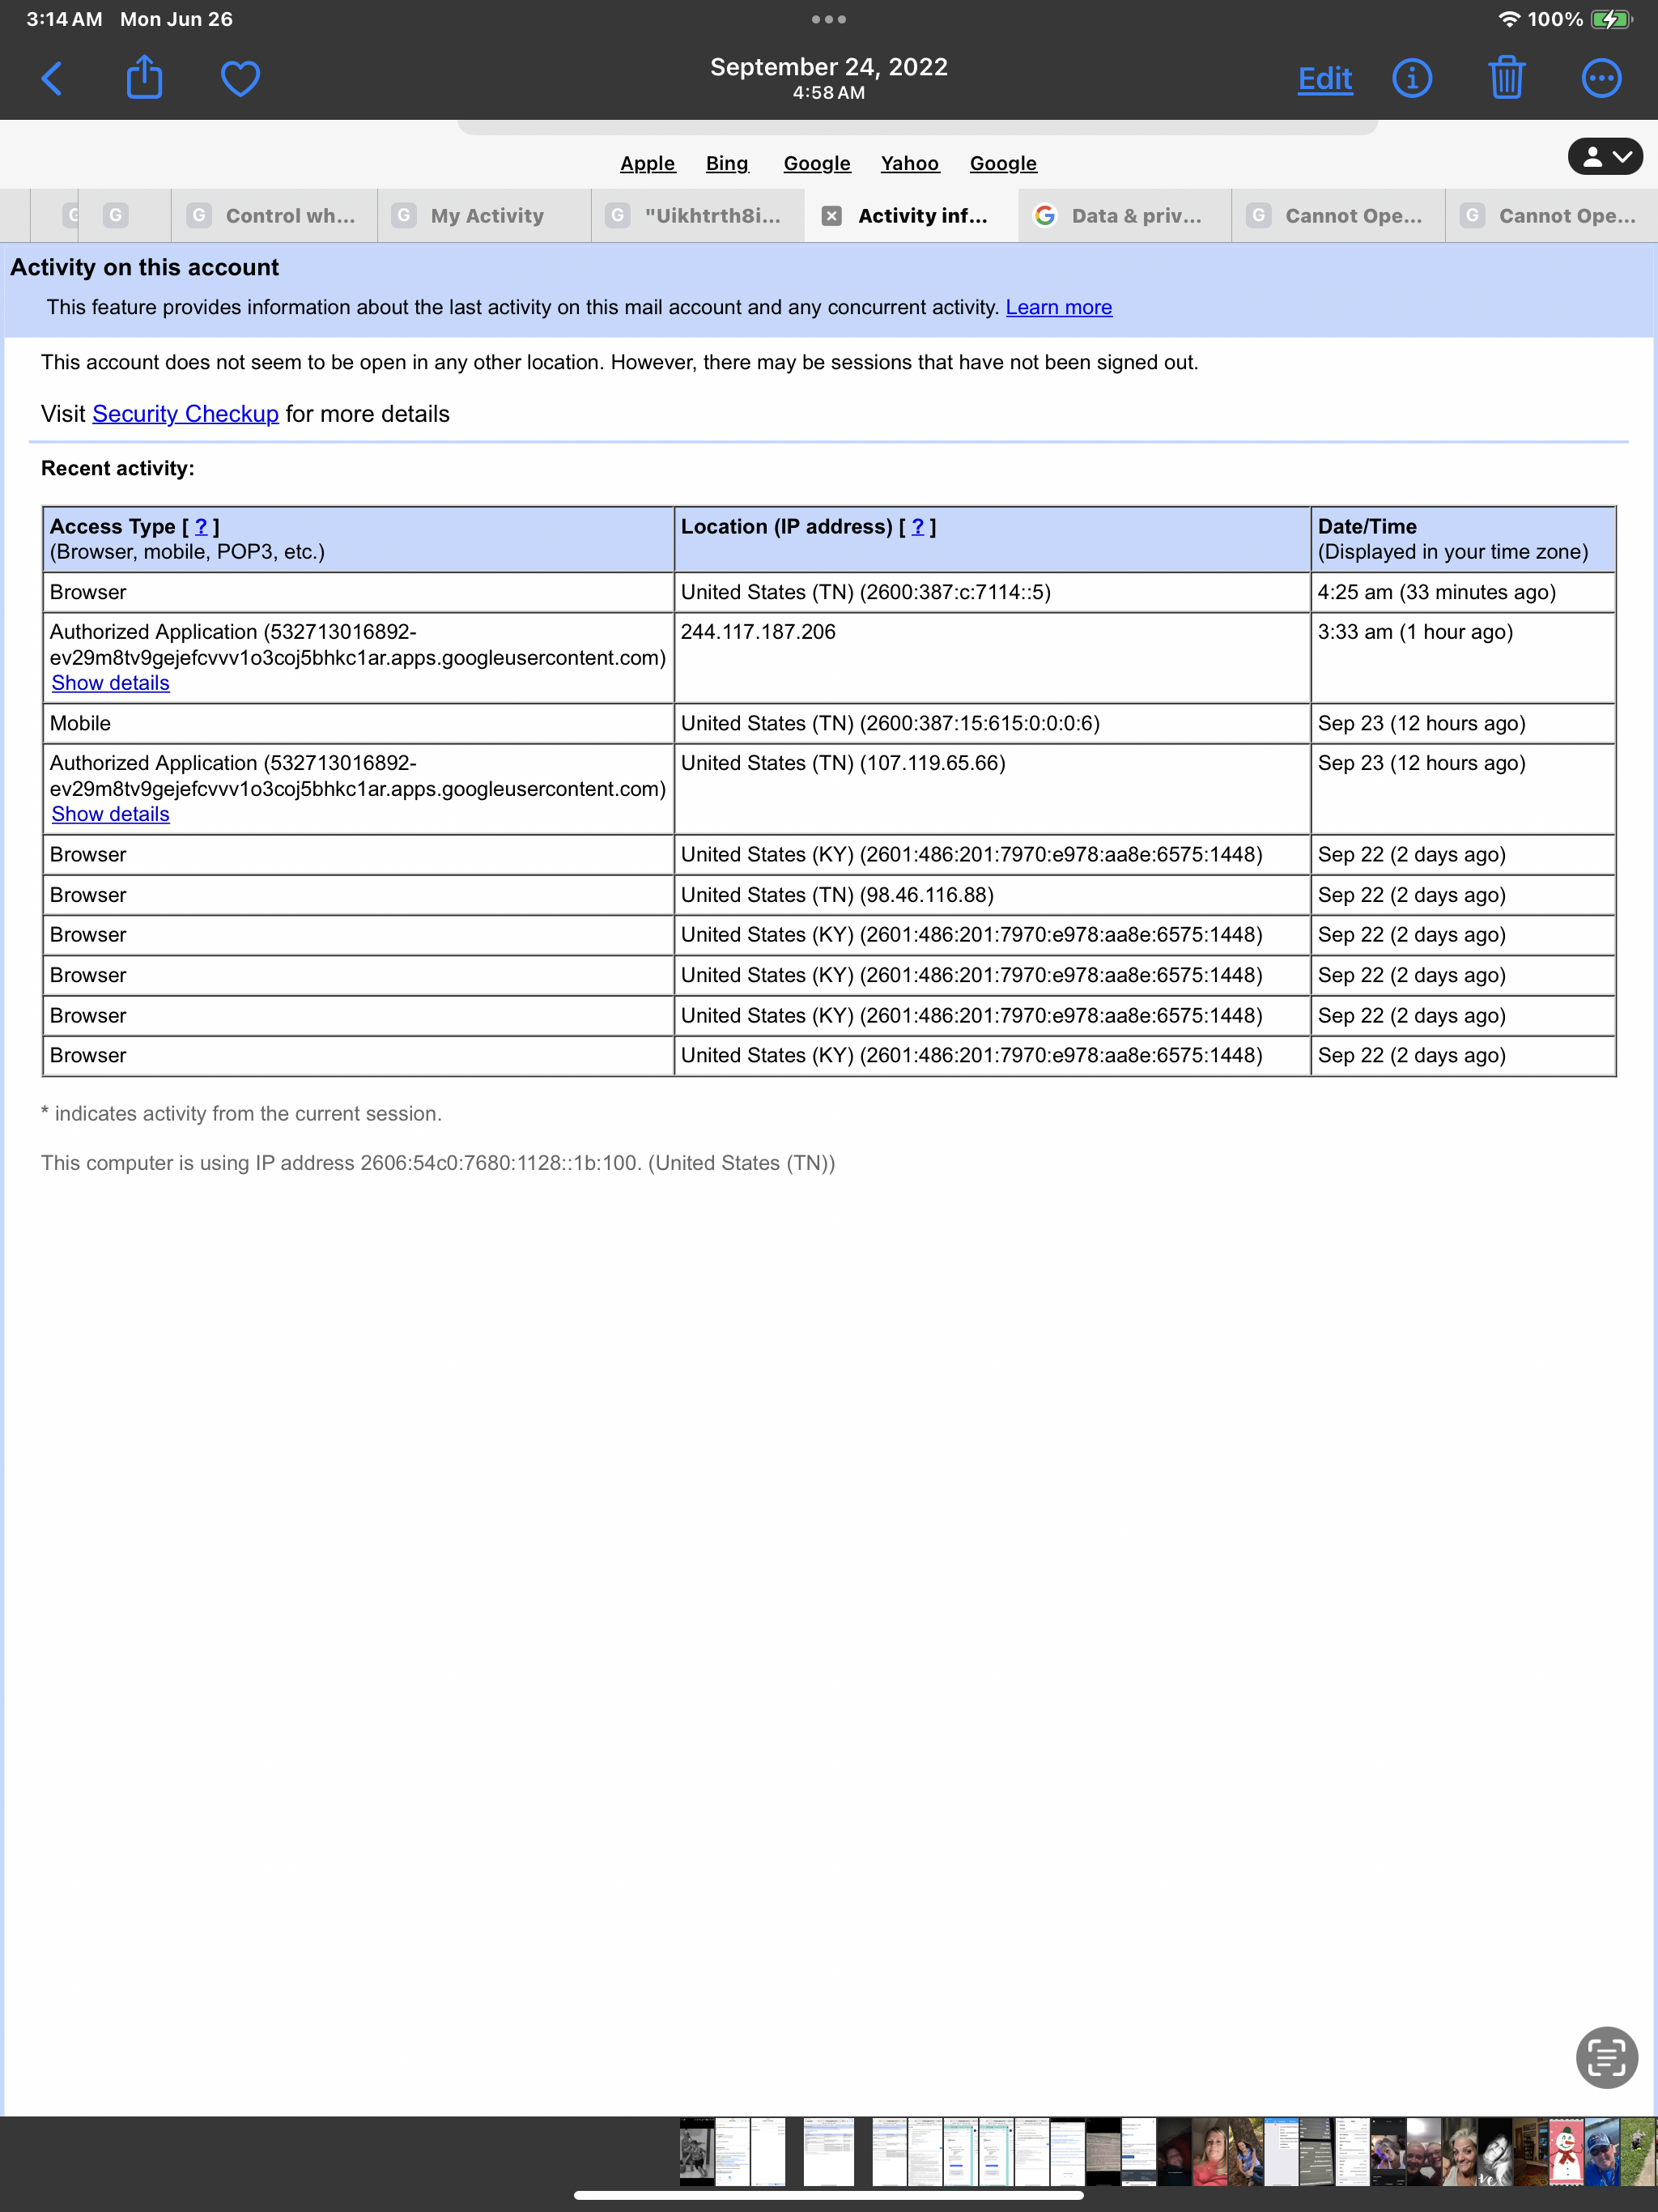 3:14 AM Mon Jun 26
100%
September 24, 2022
4:58 AM
Edit
Apple Bing Google Yahoo Google
Control wh... My Activity "Uikhtrth8i... Activity inf... Data & priv... Cannot Ope... Cannot Ope...
Activity on this account
This feature provides information about the last activity on this mail account and any concurrent activity. Learn more
This account does not seem to be open in any other location. However, there may be sessions that have not been signed out.
Visit Security Checkup for more details
Recent activity:
Access Type [ ? ] Location (IP address) [ ? ] Date/Time
(Browser, mobile, POP3, etc.) (Displayed in your time zone)
Browser United States (TN) (2600:387:c:7114::5) 4:25 am (33 minutes ago)
Authorized Application (532713016892- 244.117.187.206 3:33 am (1 hour ago)
ev29m8tv9gejefcvvv1o3coj5bhkc1ar.apps.googleusercontent.com)
Show details
Mobile United States (TN) (2600:387:15:615:0:0:0:6) Sep 23 (12 hours ago)
Authorized Application (532713016892- United States (TN) (107.119.65.66) Sep 23 (12 hours ago)
ev29m8tv9gejefcvvv1o3coj5bhkc1ar.apps.googleusercontent.com)
Show details
Browser United States (KY) (2601:486:201:7970:e978:aa8e:6575:1448) Sep 22 (2 days ago)
Browser United States (TN) (98.46.116.88) Sep 22 (2 days ago)
Browser United States (KY) (2601:486:201:7970:e978:aa8e:6575:1448) Sep 22 (2 days ago)
Browser United States (KY) (2601:486:201:7970:e978:aa8e:6575:1448) Sep 22 (2 days ago)
Browser United States (KY) (2601:486:201:7970:e978:aa8e:6575:1448) Sep 22 (2 days ago)
Browser United States (KY) (2601:486:201:7970:e978:aa8e:6575:1448) Sep 22 (2 days ago)
* indicates activity from the current session.
This computer is using IP address 2606:54c0:7680:1128::1b:100. (United States (TN))